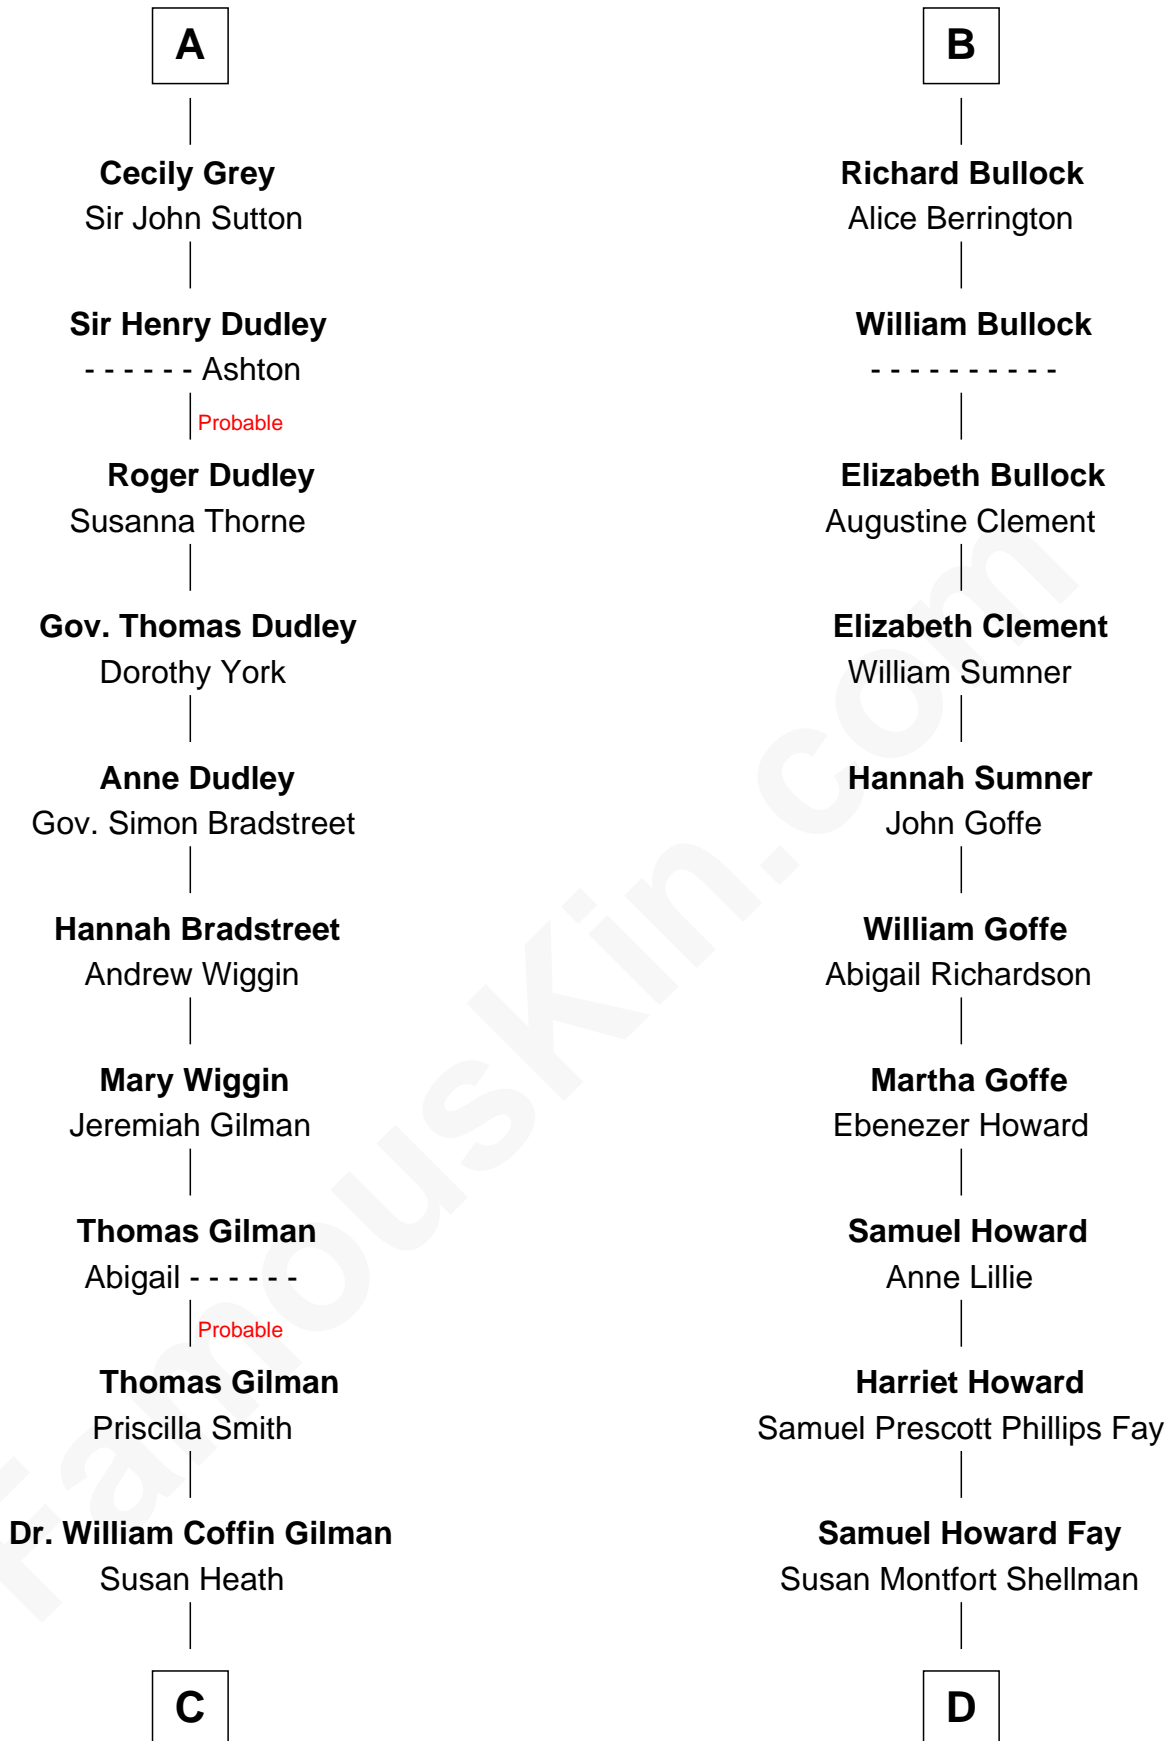 A
Cecily Grey
Sir John Sutton
Sir Henry Dudley
- - - - - - Ashton
Probable
Roger Dudley
Susanna Thorne
Gov. Thomas Dudley
Dorothy York
Anne Dudley
Gov. Simon Bradstreet
Hannah Bradstreet
Andrew Wiggin
Mary Wiggin
Jeremiah Gilman
Thomas Gilman
Abigail - - - - - -
Probable
Thomas Gilman
Priscilla Smith
Dr. William Coffin Gilman
Susan Heath
C
B
Richard Bullock
Alice Berrington
William Bullock
- - - - - - - - - -
Elizabeth Bullock
Augustine Clement
Elizabeth Clement
William Sumner
Hannah Sumner
John Goffe
William Goffe
Abigail Richardson
Martha Goffe
Ebenezer Howard
Samuel Howard
Anne Lillie
Harriet Howard
Samuel Prescott Phillips Fay
Samuel Howard Fay
Susan Montfort Shellman
D
FamousKin.com